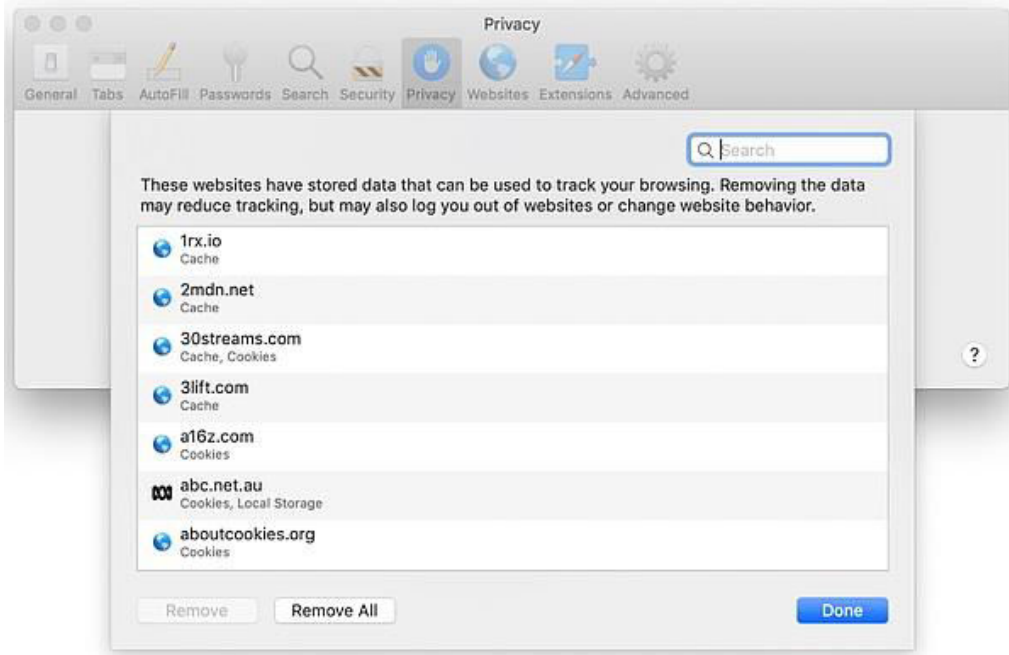 Privacy
General Tabs AutoFill Passwords Search Security Privacy Websites Extensions Advanced
Search
These websites have stored data that can be used to track your browsing. Removing the data
may reduce tracking, but may also log you out of websites or change website behavior.
1rx.io
Cache
2mdn.net
Cache
30streams.com
Cache, Cookies
3lift.com
Cache
a16z.com
Cookies
abc.net.au
Cookies, Local Storage
aboutcookies.org
Cookies
?
Remove Remove All Done